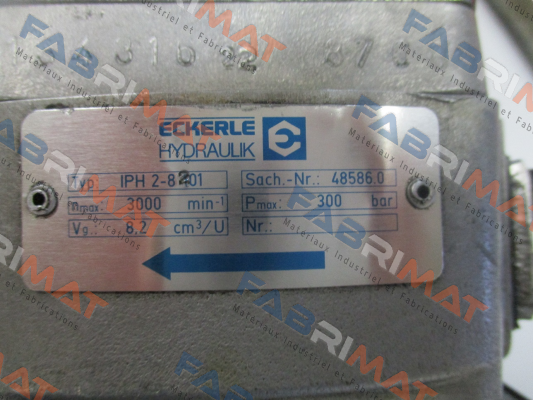 ECKERLE
HYDRAULIK
Typ: IPH 2-8 201
Sach.-Nr.: 48586.0
nmax: 3000 min-1
Pmax: 300 bar
Vg: 8.2 cm³/U
Nr.:
FABRIMAT
Materiaux Industriel et Fabrications